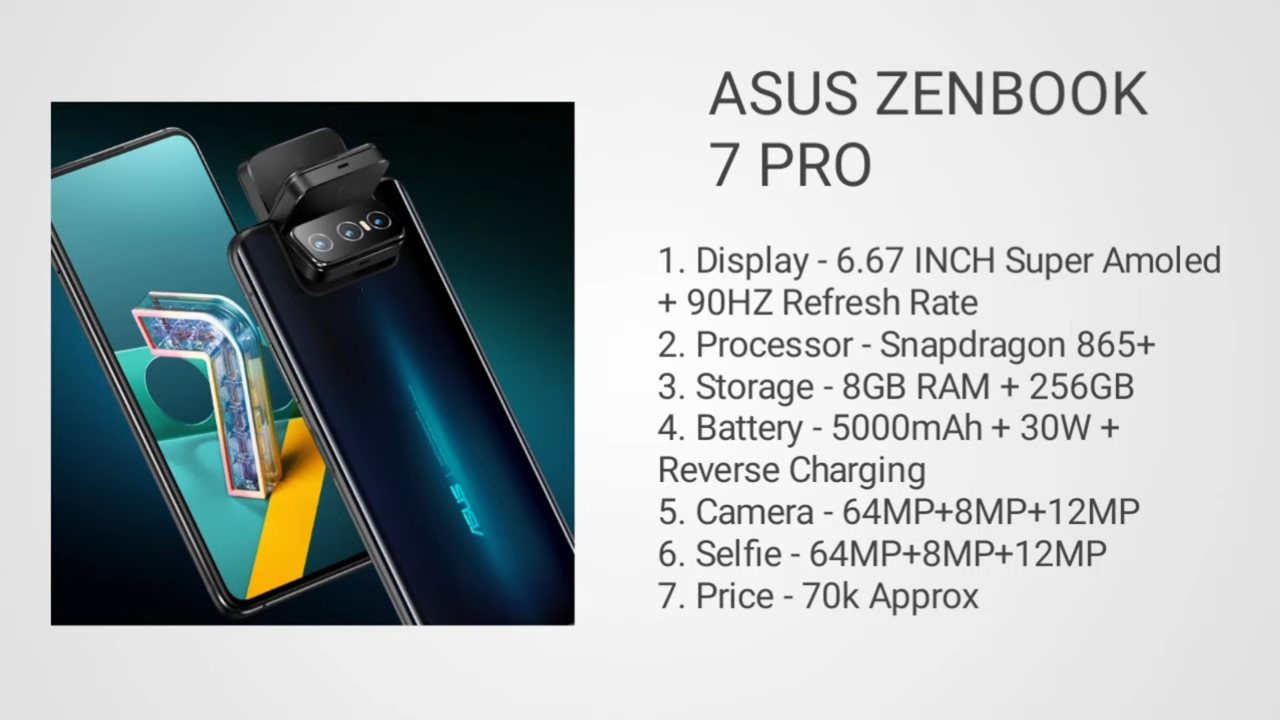 ASUS ZENBOOK
7 PRO
1. Display - 6.67 INCH Super Amoled
+ 90HZ Refresh Rate
2. Processor - Snapdragon 865+
3. Storage - 8GB RAM + 256GB
4. Battery - 5000mAh + 30W +
Reverse Charging
5. Camera - 64MP+8MP+12MP
6. Selfie - 64MP+8MP+12MP
7. Price - 70k Approx
ASUS